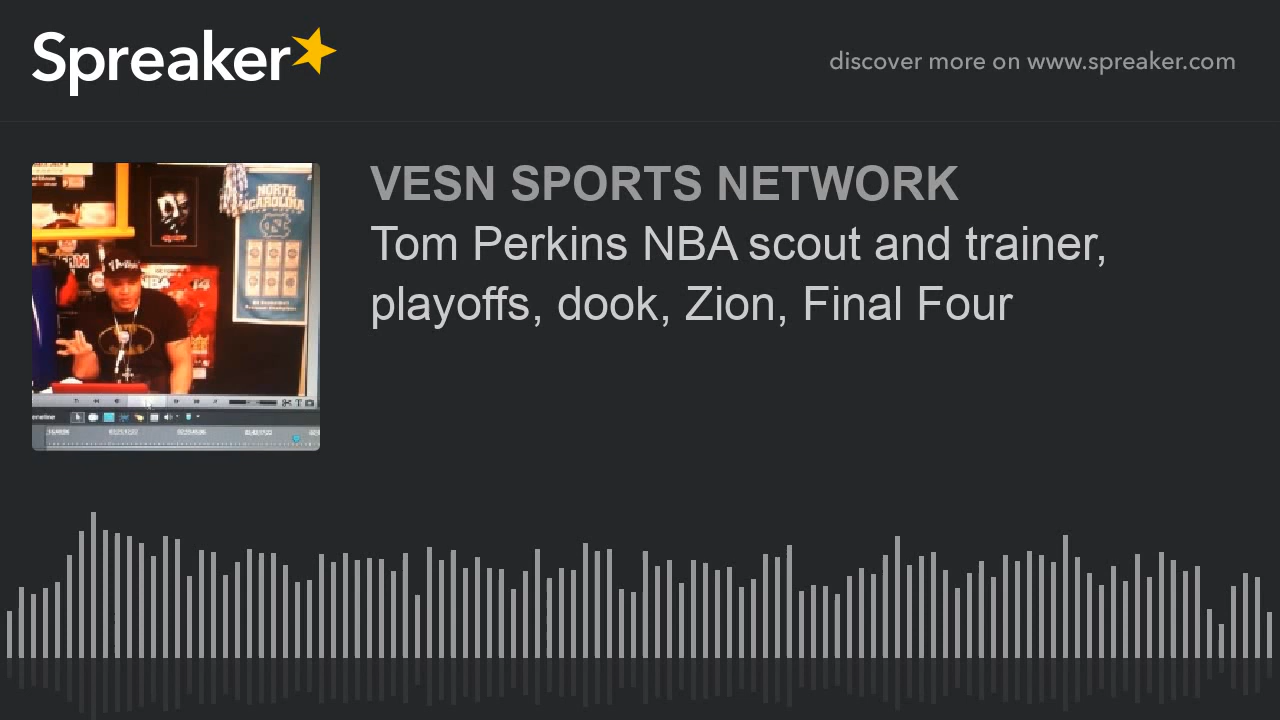 Spreaker
discover more on www.spreaker.com
VESN SPORTS NETWORK
Tom Perkins NBA scout and trainer,
playoffs, dook, Zion, Final Four
NORTH
CAROLINA
NBA
14